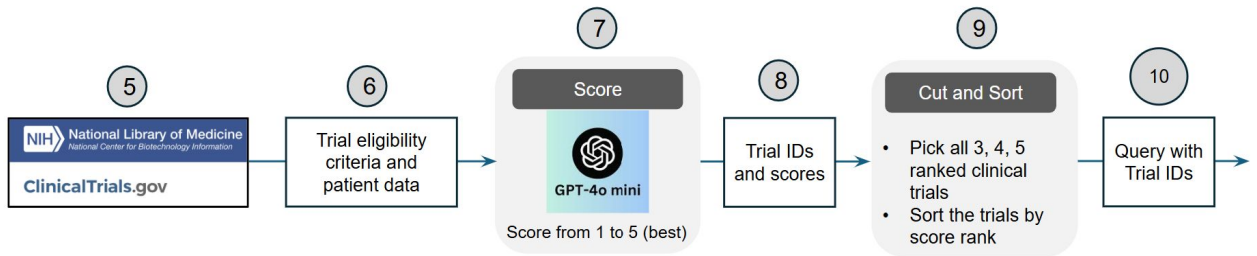 5
NIH National Library of Medicine
National Center for Biotechnology Information
ClinicalTrials.gov
6
Trial eligibility
criteria and
patient data
7
Score
GPT-4o mini
Score from 1 to 5 (best)
8
Trial IDs
and scores
9
Cut and Sort
• Pick all 3, 4, 5
ranked clinical
trials
• Sort the trials by
score rank
10
Query with
Trial IDs